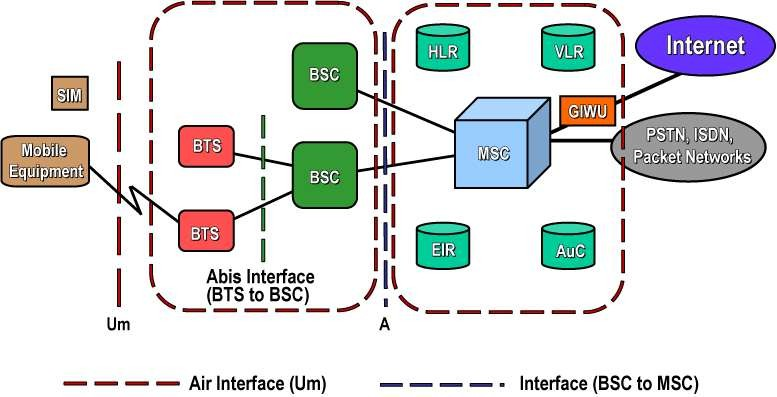 HLR
VLR
Internet
BSC
SIM
GIWU
Mobile
Equipment
BTS
BSC
MSC
PSTN, ISDN,
Packet Networks
BTS
EIR
AuC
Abis Interface
(BTS to BSC)
Um
A
Air Interface (Um)
Interface (BSC to MSC)